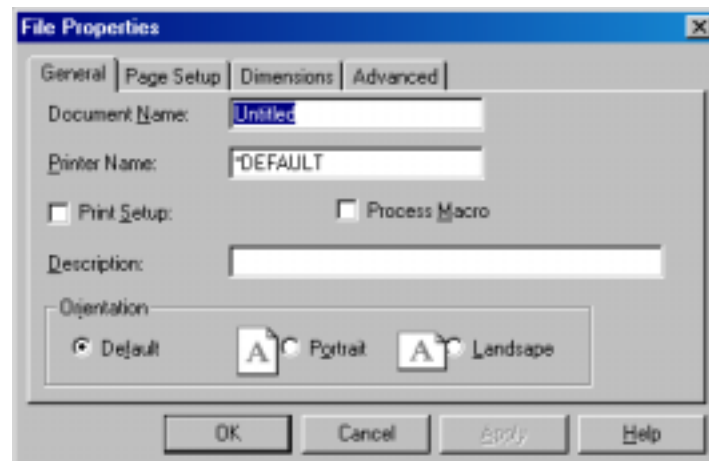 File Properties
General Page Setup Dimensions Advanced
Document Name: Untitled
Printer Name: *DEFAULT
Print Setup: Process Macro
Description:
Orientation
Default A Portrait A Landsape
OK Cancel Apply Help